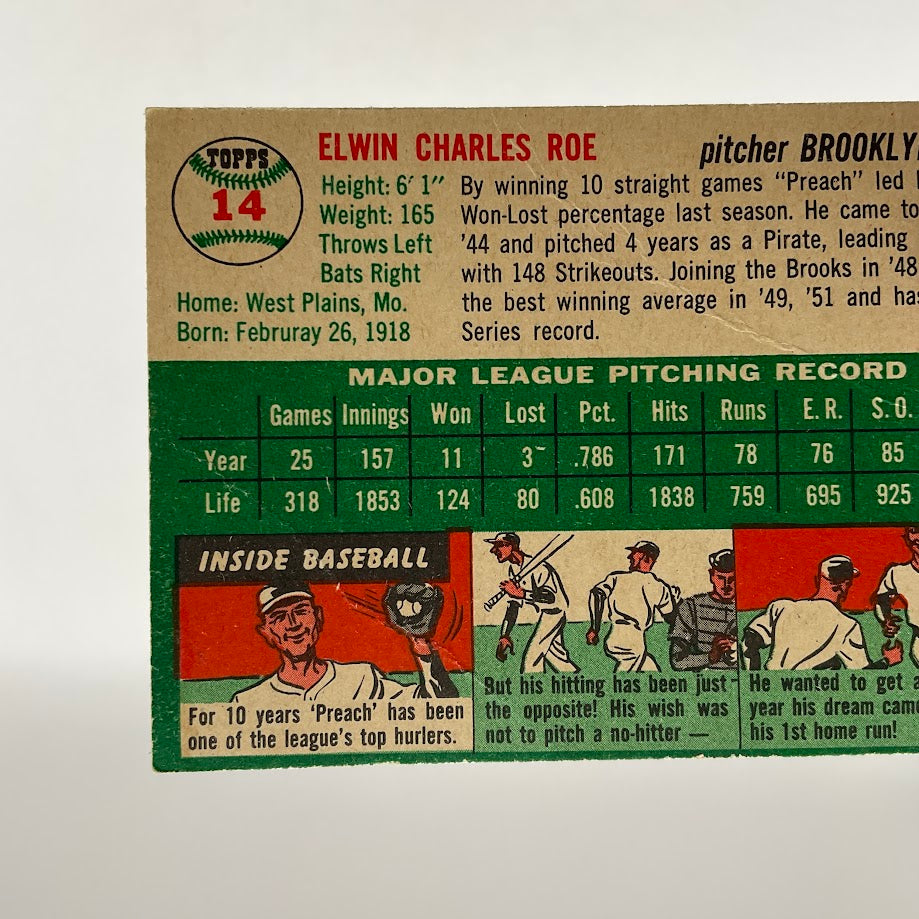 TOPPS
14
ELWIN CHARLES ROE
pitcher BROOKLY
Height: 6' 1"
Weight: 165
Throws Left
Bats Right
Home: West Plains, Mo.
Born: Februray 26, 1918
By winning 10 straight games "Preach" led
Won-Lost percentage last season. He came to
'44 and pitched 4 years as a Pirate, leading
with 148 Strikeouts. Joining the Brooks in '48
the best winning average in '49, '51 and has
Series record.
MAJOR LEAGUE PITCHING RECORD
Games Innings Won Lost Pct. Hits Runs E.R. S.O.
Year 25 157 11 3 .786 171 78 76 85
Life 318 1853 124 80 .608 1838 759 695 925
INSIDE BASEBALL
For 10 years 'Preach' has been
one of the league's top hurlers.
But his hitting has been just
the opposite! His wish was
not to pitch a no-hitter —
He wanted to get a
year his dream came
his 1st home run!